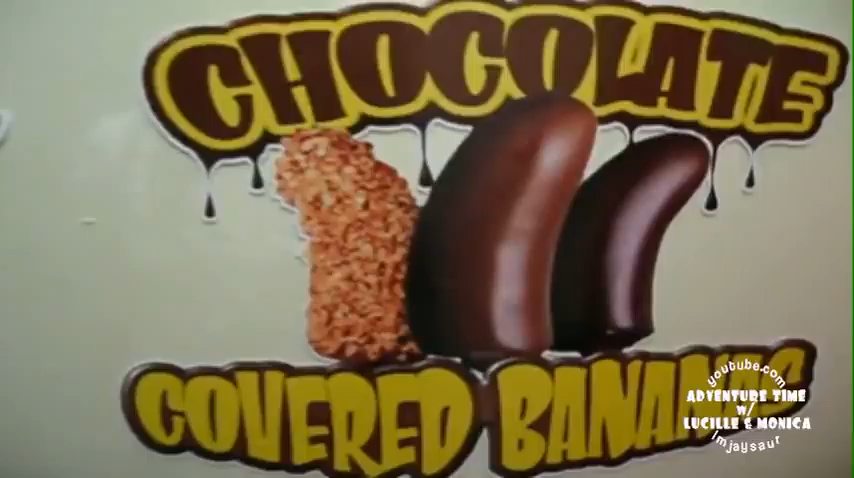 CHOCOLATE
COVERED BANANAS
youtube.com
ADVENTURE TIME
w/
LUCILLE & MONICA
Imjaysaur